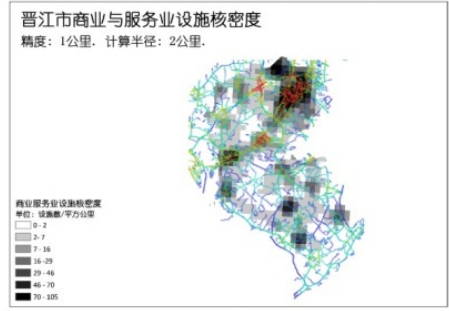 晋江市商业与服务业设施核密度
精度：1公里．计算半径：2公里．
商业服务业设施核密度
单位：设施数/平方公里
0 - 2
2- 7
7 - 16
16 -29
29 - 46
46 - 70
70 - 105